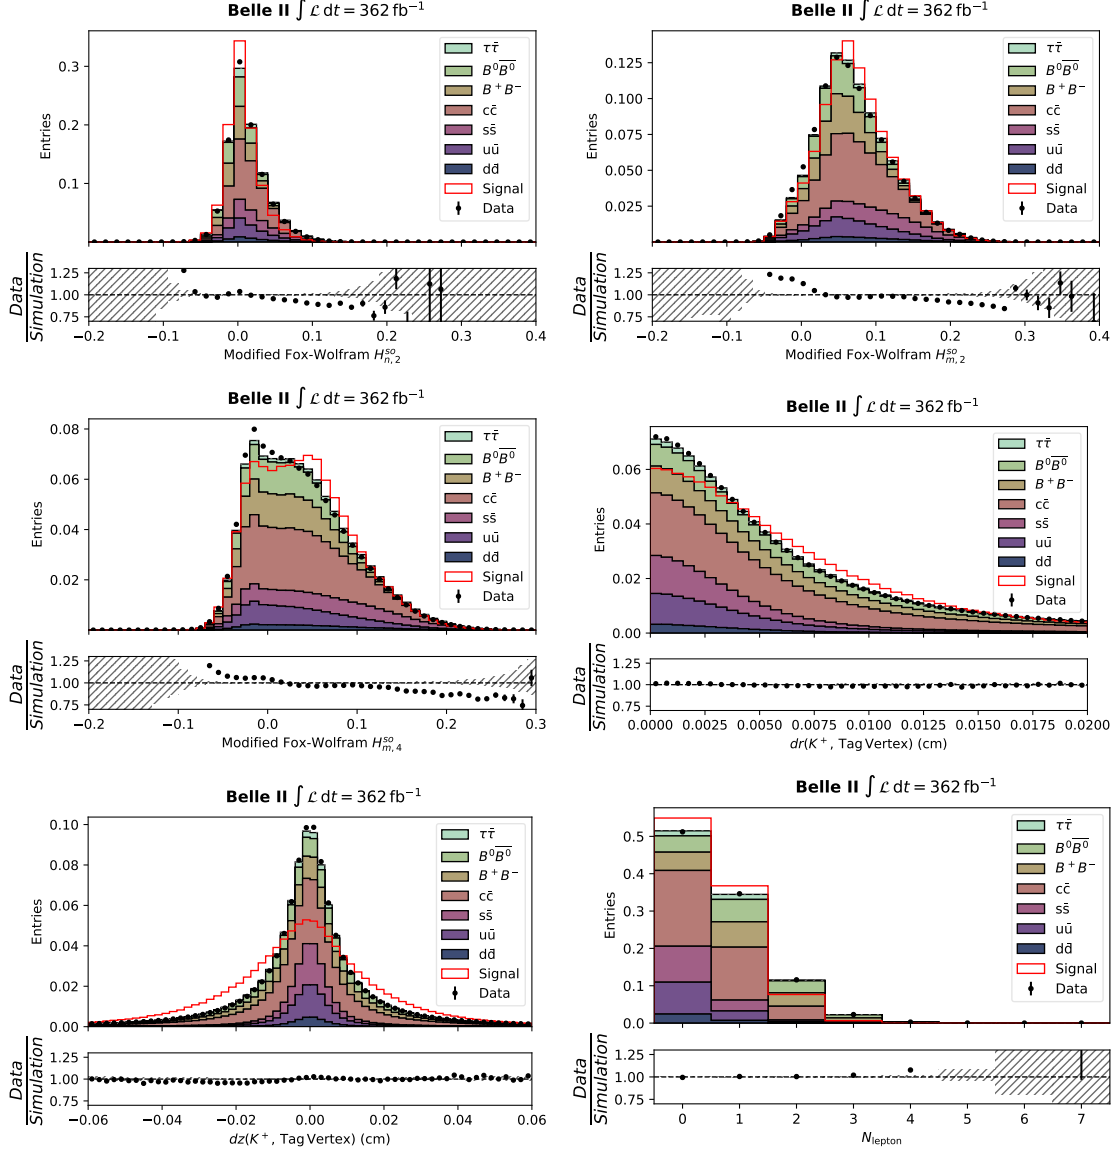 Belle II ∫ ℒ dt = 362 fb⁻¹
0.3
0.2
0.1
Entries
ττ̄
B⁰B̄⁰
B⁺B⁻
cc̄
ss̄
uū
dd̄
Signal
Data
1.25
1.00
0.75
Data
Simulation
−0.2 −0.1 0.0 0.1 0.2 0.3 0.4
Modified Fox-Wolfram H^{so}_{n,2}
Belle II ∫ ℒ dt = 362 fb⁻¹
0.125
0.100
0.075
0.050
0.025
Entries
ττ̄
B⁰B̄⁰
B⁺B⁻
cc̄
ss̄
uū
dd̄
Signal
Data
1.25
1.00
0.75
Data
Simulation
−0.2 −0.1 0.0 0.1 0.2 0.3 0.4
Modified Fox-Wolfram H^{so}_{m,2}
Belle II ∫ ℒ dt = 362 fb⁻¹
0.08
0.06
0.04
0.02
Entries
ττ̄
B⁰B̄⁰
B⁺B⁻
cc̄
ss̄
uū
dd̄
Signal
Data
1.25
1.00
0.75
Data
Simulation
−0.2 −0.1 0.0 0.1 0.2 0.3
Modified Fox-Wolfram H^{so}_{m,4}
Belle II ∫ ℒ dt = 362 fb⁻¹
0.06
0.04
0.02
0.00
Entries
ττ̄
B⁰B̄⁰
B⁺B⁻
cc̄
ss̄
uū
dd̄
Signal
Data
1.25
1.00
0.75
Data
Simulation
0.0000 0.0025 0.0050 0.0075 0.0100 0.0125 0.0150 0.0175 0.0200
dr(K⁺, Tag Vertex) (cm)
Belle II ∫ ℒ dt = 362 fb⁻¹
0.10
0.08
0.06
0.04
0.02
0.00
Entries
ττ̄
B⁰B̄⁰
B⁺B⁻
cc̄
ss̄
uū
dd̄
Signal
Data
1.25
1.00
0.75
Data
Simulation
−0.06 −0.04 −0.02 0.00 0.02 0.04 0.06
dz(K⁺, Tag Vertex) (cm)
Belle II ∫ ℒ dt = 362 fb⁻¹
0.5
0.4
0.3
0.2
0.1
0.0
Entries
ττ̄
B⁰B̄⁰
B⁺B⁻
cc̄
ss̄
uū
dd̄
Signal
Data
1.25
1.00
0.75
Data
Simulation
0 1 2 3 4 5 6 7
N_{lepton}